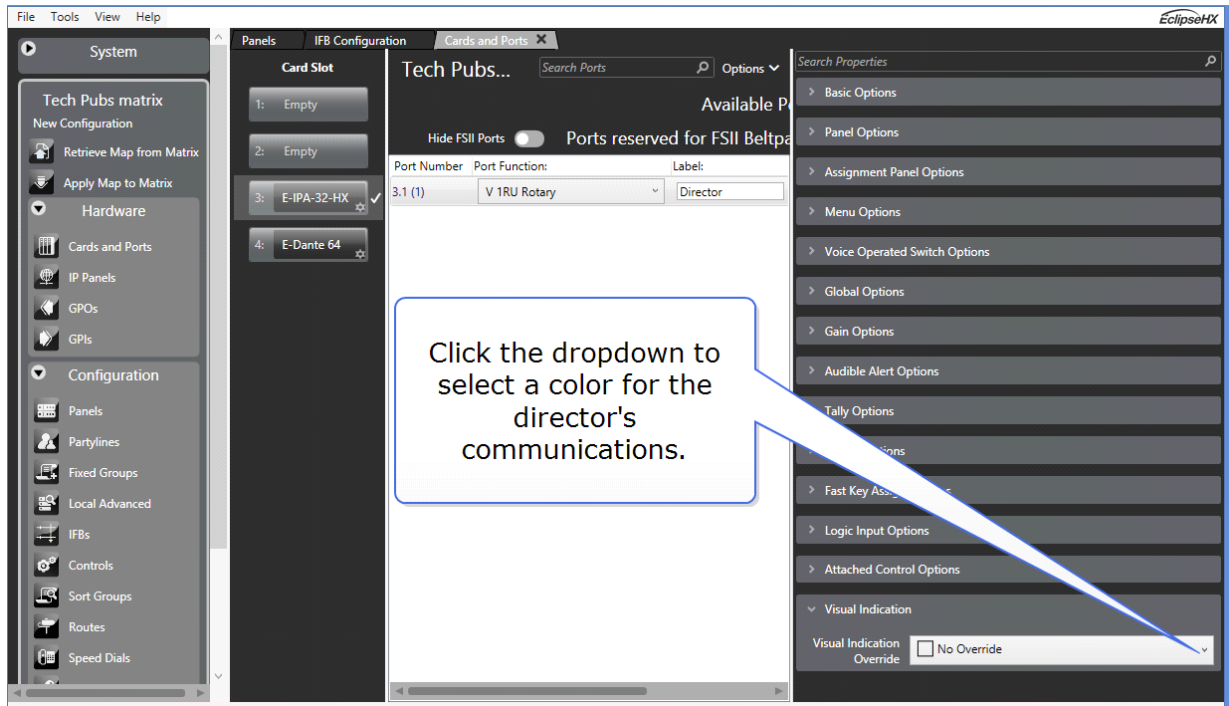 File Tools View Help
EclipseHX
System
Tech Pubs matrix
New Configuration
Retrieve Map from Matrix
Apply Map to Matrix
Hardware
Cards and Ports
IP Panels
GPOs
GPIs
Configuration
Panels
Partylines
Fixed Groups
Local Advanced
IFBs
Controls
Sort Groups
Routes
Speed Dials
Panels IFB Configuration Cards and Ports
Card Slot
1: Empty
2: Empty
3: E-IPA-32-HX
4: E-Dante 64
Tech Pubs... Search Ports Options
Available P
Hide FSII Ports Ports reserved for FSII Beltpa
Port Number Port Function: Label:
3.1 (1) V 1RU Rotary Director
Click the dropdown to
select a color for the
director's
communications.
Search Properties
Basic Options
Panel Options
Assignment Panel Options
Menu Options
Voice Operated Switch Options
Global Options
Gain Options
Audible Alert Options
Tally Options
Fast Key
Logic Input Options
Attached Control Options
Visual Indication
Visual Indication
Override
No Override